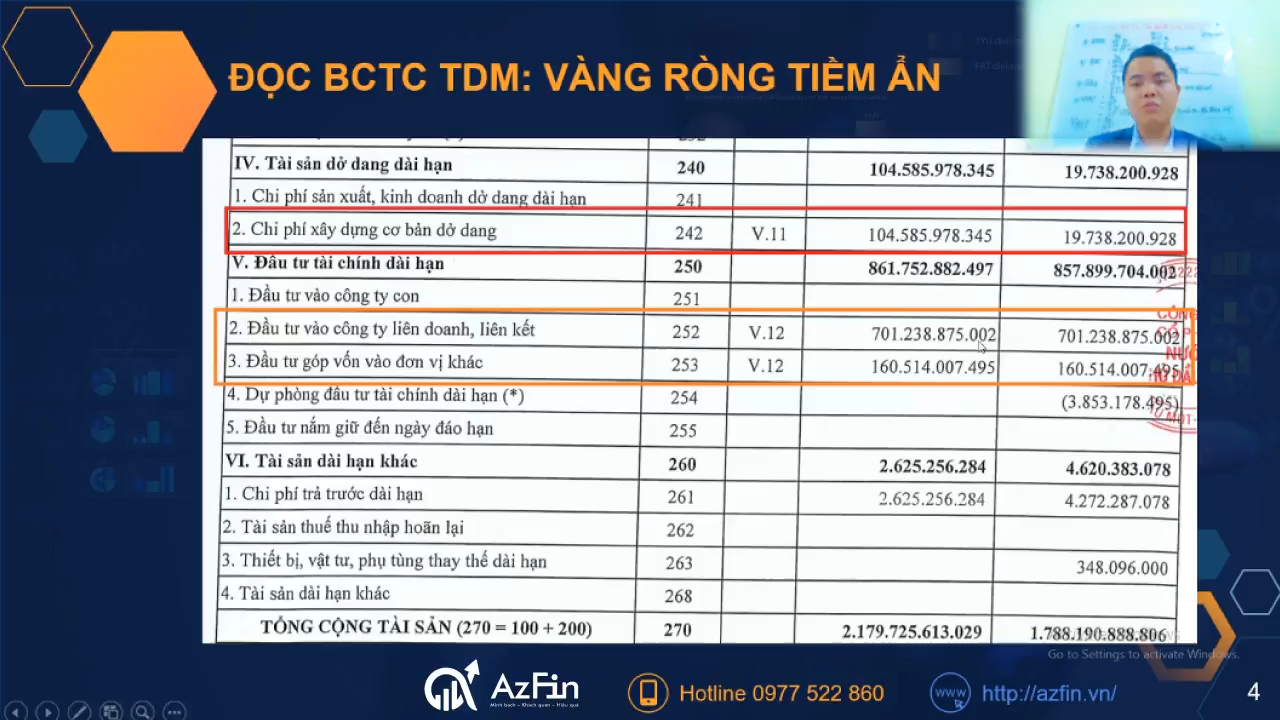 ĐỌC BCTC TDM: VÀNG RÒNG TIỀM ẨN
IV. Tài sản dở dang dài hạn 240 104.585.978.345 19.738.200.928
1. Chi phí sản xuất, kinh doanh dở dang dài hạn 241
2. Chi phí xây dựng cơ bản dở dang 242 V.11 104.585.978.345 19.738.200.928
V. Đầu tư tài chính dài hạn 250 861.752.882.497 857.899.704.002
1. Đầu tư vào công ty con 251
2. Đầu tư vào công ty liên doanh, liên kết 252 V.12 701.238.875.002 701.238.875.002
3. Đầu tư góp vốn vào đơn vị khác 253 V.12 160.514.007.495 160.514.007.495
4. Dự phòng đầu tư tài chính dài hạn (*) 254 (3.853.178.495)
5. Đầu tư nắm giữ đến ngày đáo hạn 255
VI. Tài sản dài hạn khác 260 2.625.256.284 4.620.383.078
1. Chi phí trả trước dài hạn 261 2.625.256.284 4.272.287.078
2. Tài sản thuế thu nhập hoãn lại 262
3. Thiết bị, vật tư, phụ tùng thay thế dài hạn 263 348.096.000
4. Tài sản dài hạn khác 268
TỔNG CỘNG TÀI SẢN (270 = 100 + 200) 270 2.179.725.613.029 1.788.190.888.806
Go to Settings to activate Windows.
AzFin
Minh bạch – Khách quan – Hiệu quả
Hotline 0977 522 860
www
http://azfin.vn/
4